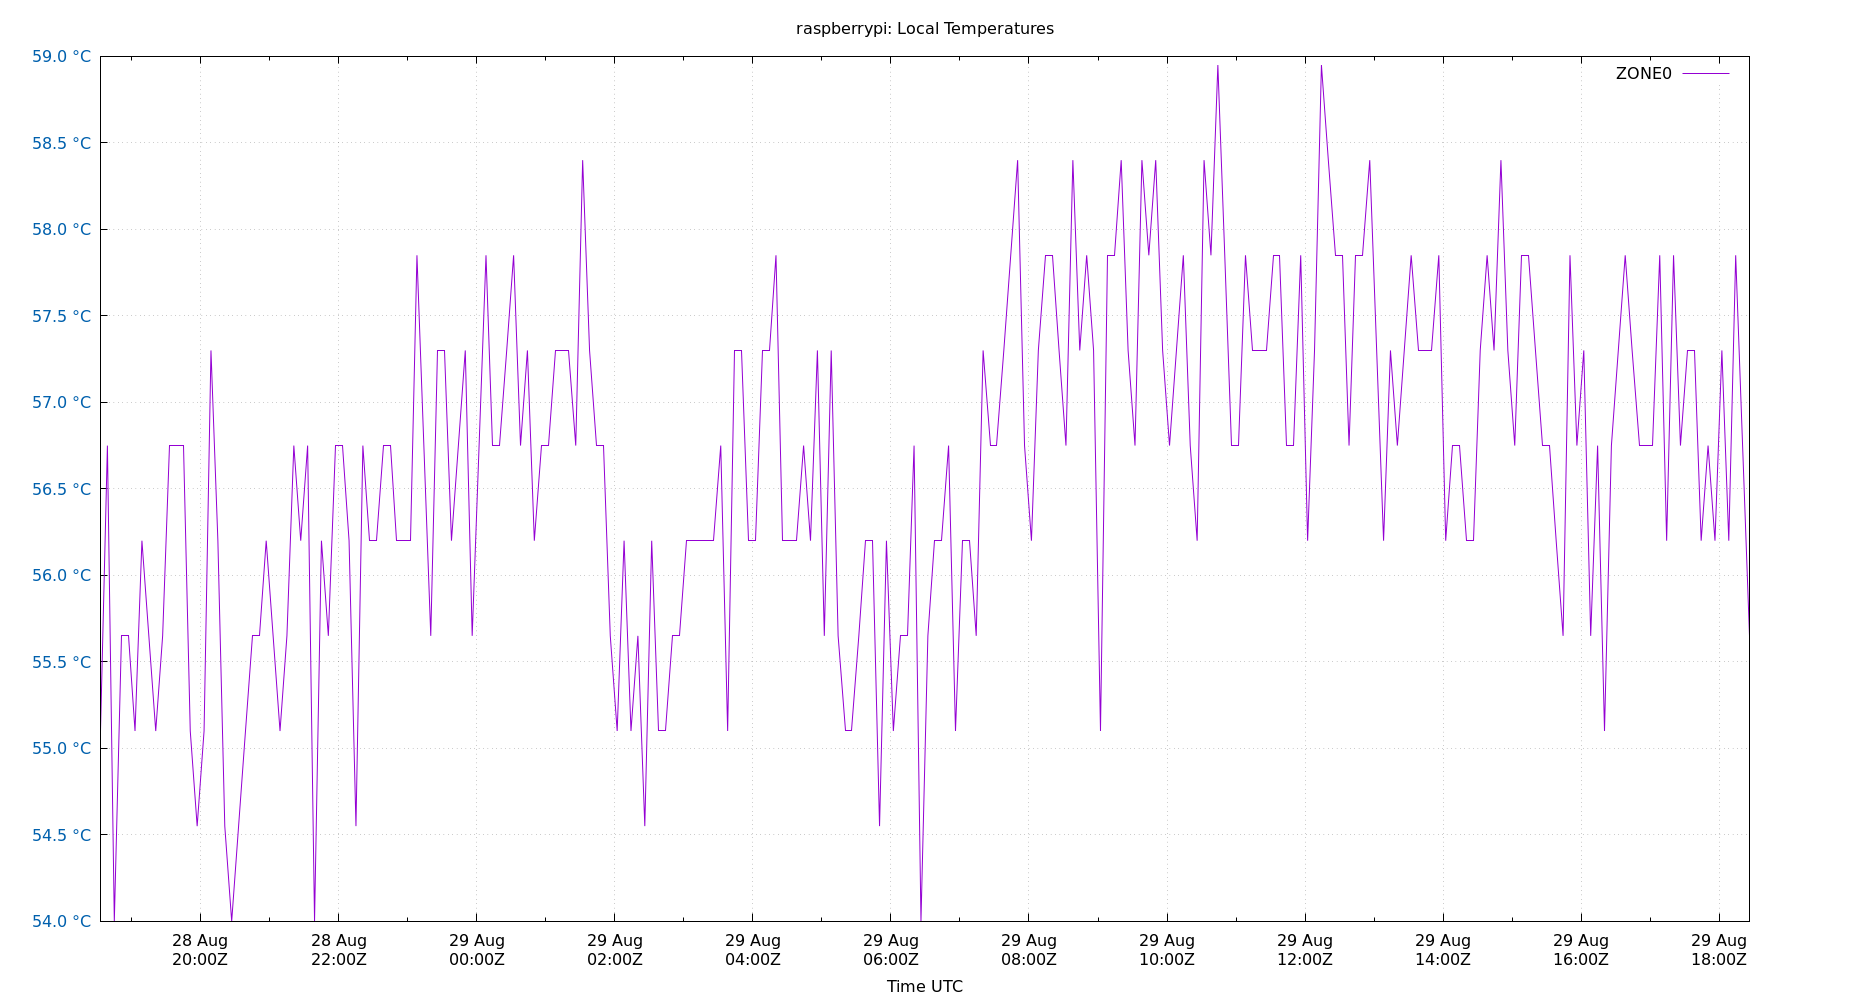 raspberrypi: Local Temperatures
ZONE0
59.0 °C
58.5 °C
58.0 °C
57.5 °C
57.0 °C
56.5 °C
56.0 °C
55.5 °C
55.0 °C
54.5 °C
54.0 °C
28 Aug 28 Aug 29 Aug 29 Aug 29 Aug 29 Aug 29 Aug 29 Aug 29 Aug 29 Aug 29 Aug 29 Aug
20:00Z 22:00Z 00:00Z 02:00Z 04:00Z 06:00Z 08:00Z 10:00Z 12:00Z 14:00Z 16:00Z 18:00Z
Time UTC